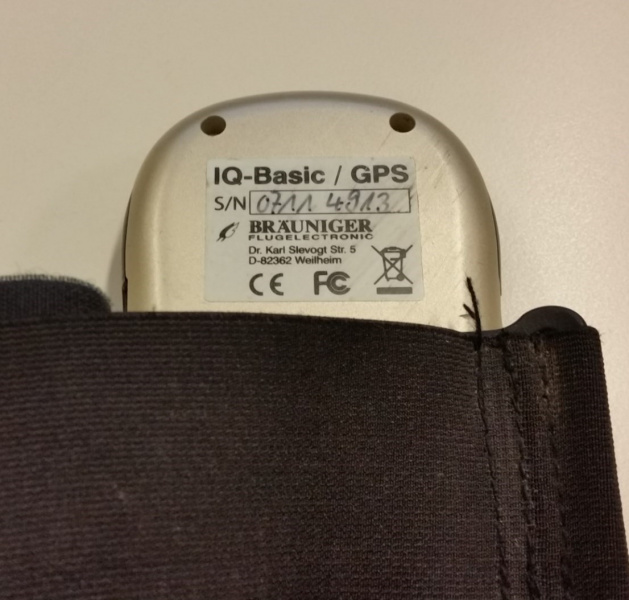 IQ-Basic / GPS
S/N 0711 4913
BRÄUNIGER
FLUGELECTRONIC
Dr. Karl Slevogt Str. 5
D-82362 Weilheim
CE FC